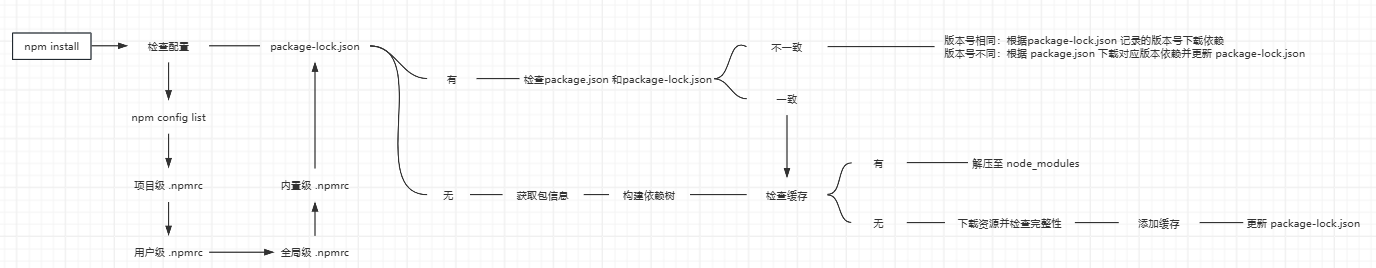 npm install
检查配置
package-lock.json
npm config list
项目级 .npmrc
用户级 .npmrc
全局级 .npmrc
内置级 .npmrc
有
检查package.json 和package-lock.json
不一致
版本号相同：根据package-lock.json 记录的版本号下载依赖
版本号不同：根据 package.json 下载对应版本依赖并更新 package-lock.json
一致
无
获取包信息
构建依赖树
检查缓存
有
解压至 node_modules
无
下载资源并检查完整性
添加缓存
更新 package-lock.json